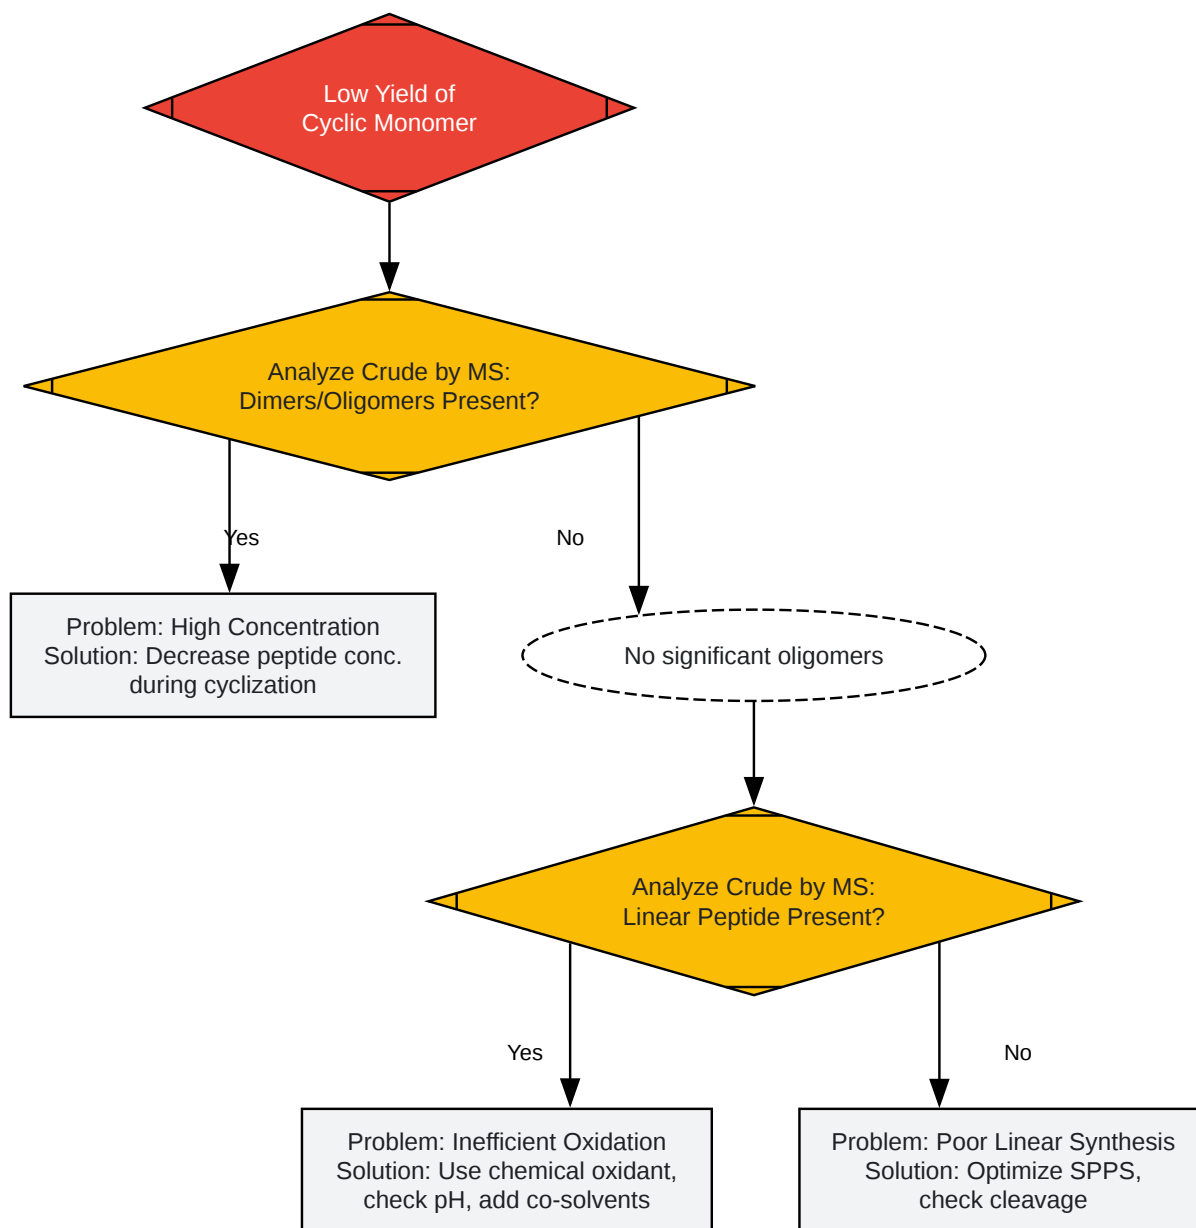 Low Yield of
Cyclic Monomer
Analyze Crude by MS:
Dimers/Oligomers Present?
Yes
No
Problem: High Concentration
Solution: Decrease peptide conc.
during cyclization
No significant oligomers
Analyze Crude by MS:
Linear Peptide Present?
Yes
No
Problem: Inefficient Oxidation
Solution: Use chemical oxidant,
check pH, add co-solvents
Problem: Poor Linear Synthesis
Solution: Optimize SPPS,
check cleavage